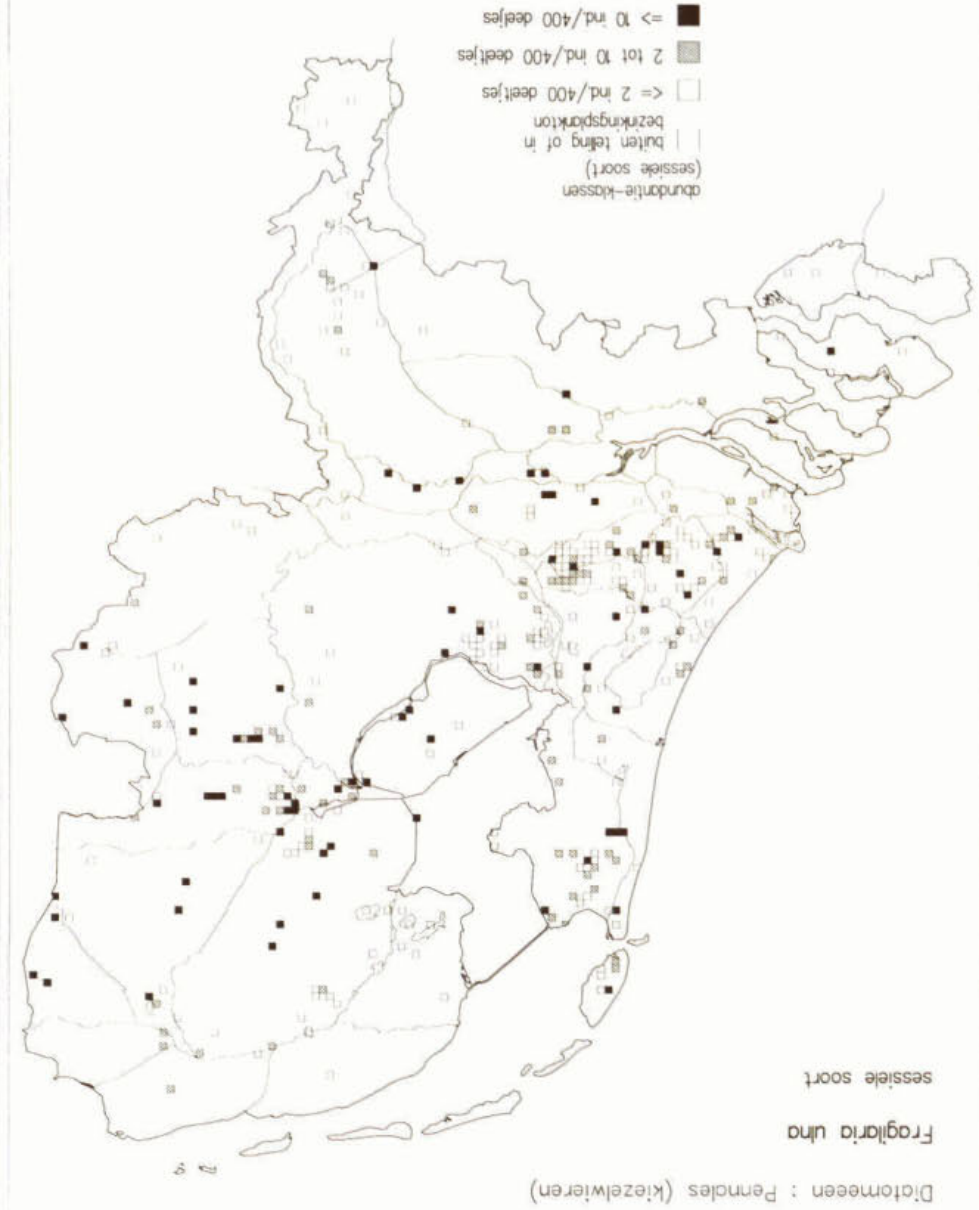 Diatomeeen : Pennales (kiezelwieren)
Fragilaria ulna
sessiele soort
abundantie-klassen
(sessiele soort)
buiten telling of in
bezinkingsplankton
<= 2 ind./400 deeltjes
2 tot 10 ind./400 deeltjes
=> 10 ind./400 deeltjes